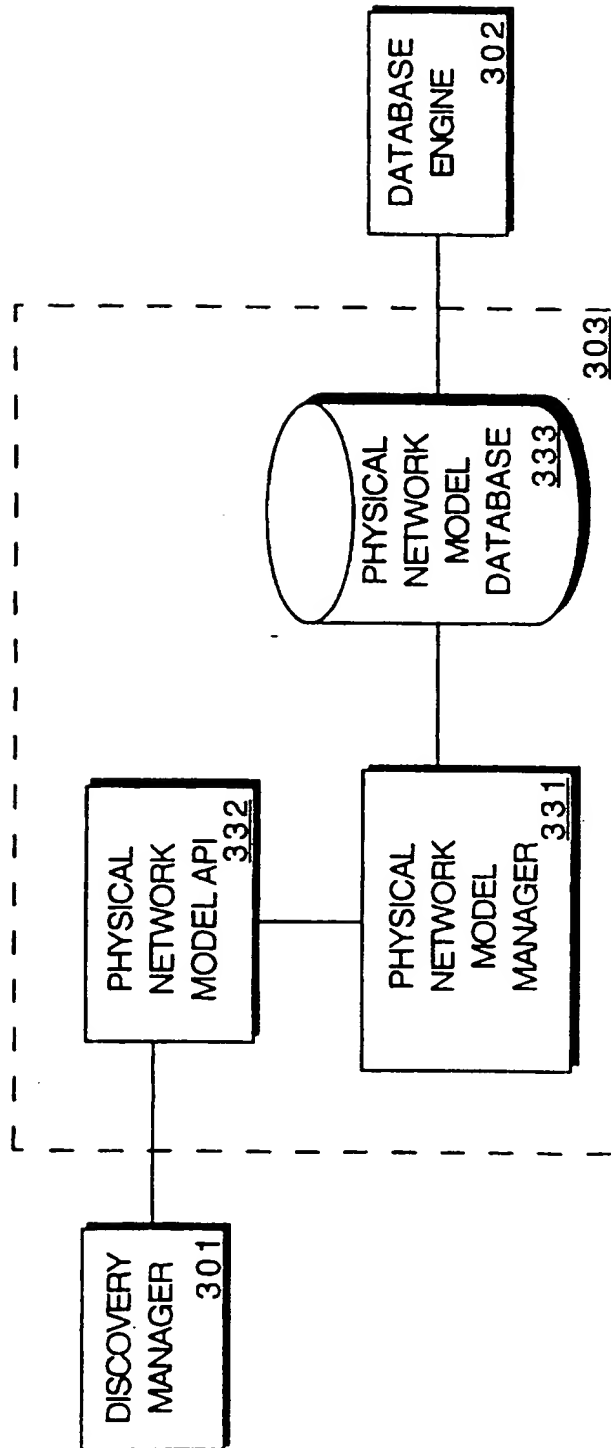 DISCOVERY
MANAGER
301
PHYSICAL
NETWORK
MODEL API
332
PHYSICAL
NETWORK
MODEL
MANAGER
331
PHYSICAL
NETWORK
MODEL
DATABASE
333
303
DATABASE
ENGINE
302